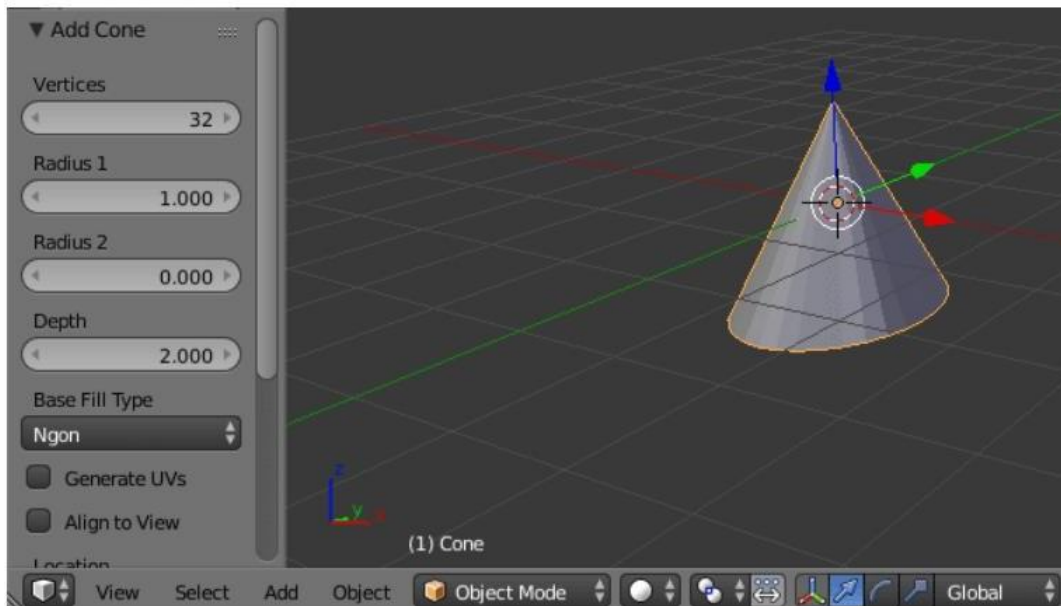 Add Cone
Vertices
32
Radius 1
1.000
Radius 2
0.000
Depth
2.000
Base Fill Type
Ngon
Generate UVs
Align to View
Location
z
y
x
(1) Cone
View Select Add Object Object Mode Global